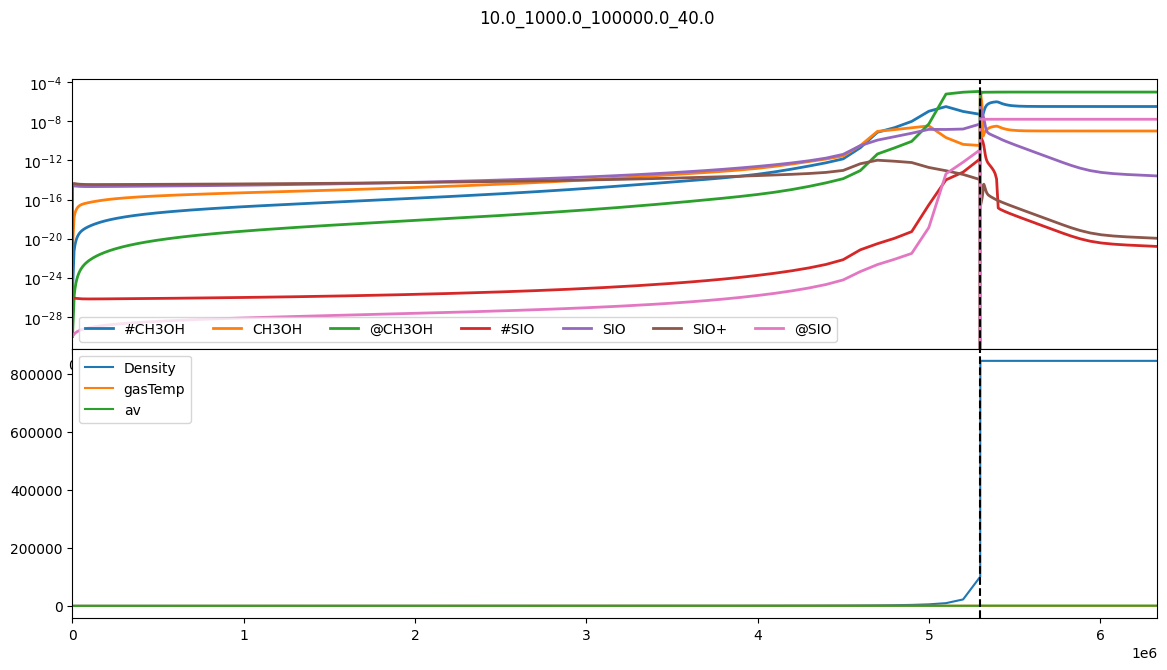 10.0_1000.0_100000.0_40.0
10⁻⁴
10⁻⁸
10⁻¹²
10⁻¹⁶
10⁻²⁰
10⁻²⁴
10⁻²⁸
#CH3OH CH3OH @CH3OH #SIO SIO SIO+ @SIO
Density
gasTemp
av
800000
600000
400000
200000
0
0 1 2 3 4 5 6
1e6